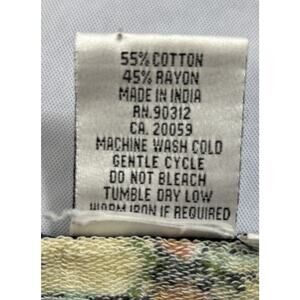 55% COTTON
45% RAYON
MADE IN INDIA
RN.90312
CA. 20059
MACHINE WASH COLD
GENTLE CYCLE
DO NOT BLEACH
TUMBLE DRY LOW
WARM IRON IF REQUIRED